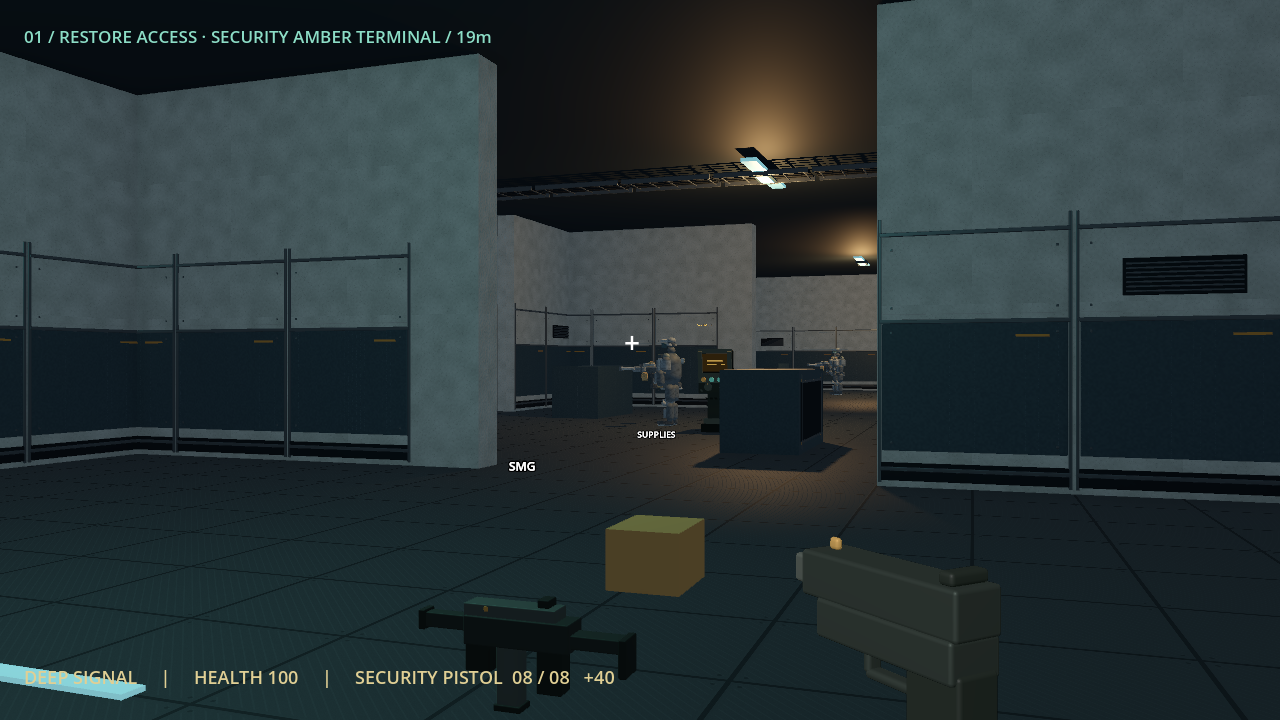 01 / RESTORE ACCESS · SECURITY AMBER TERMINAL / 19m
SUPPLIES
SMG
DEEP SIGNAL | HEALTH 100 | SECURITY PISTOL 08 / 08 +40